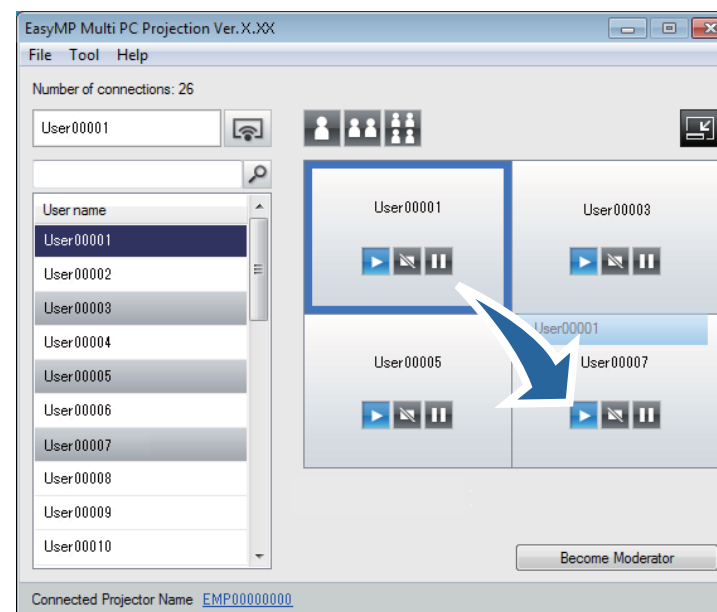 EasyMP Multi PC Projection Ver.X.XX
File Tool Help
Number of connections: 26
User00001
User name
User00001
User00002
User00003
User00004
User00005
User00006
User00007
User00008
User00009
User00010
User00001
User00003
User00001
User00005
User00007
Become Moderator
Connected Projector Name EMP00000000